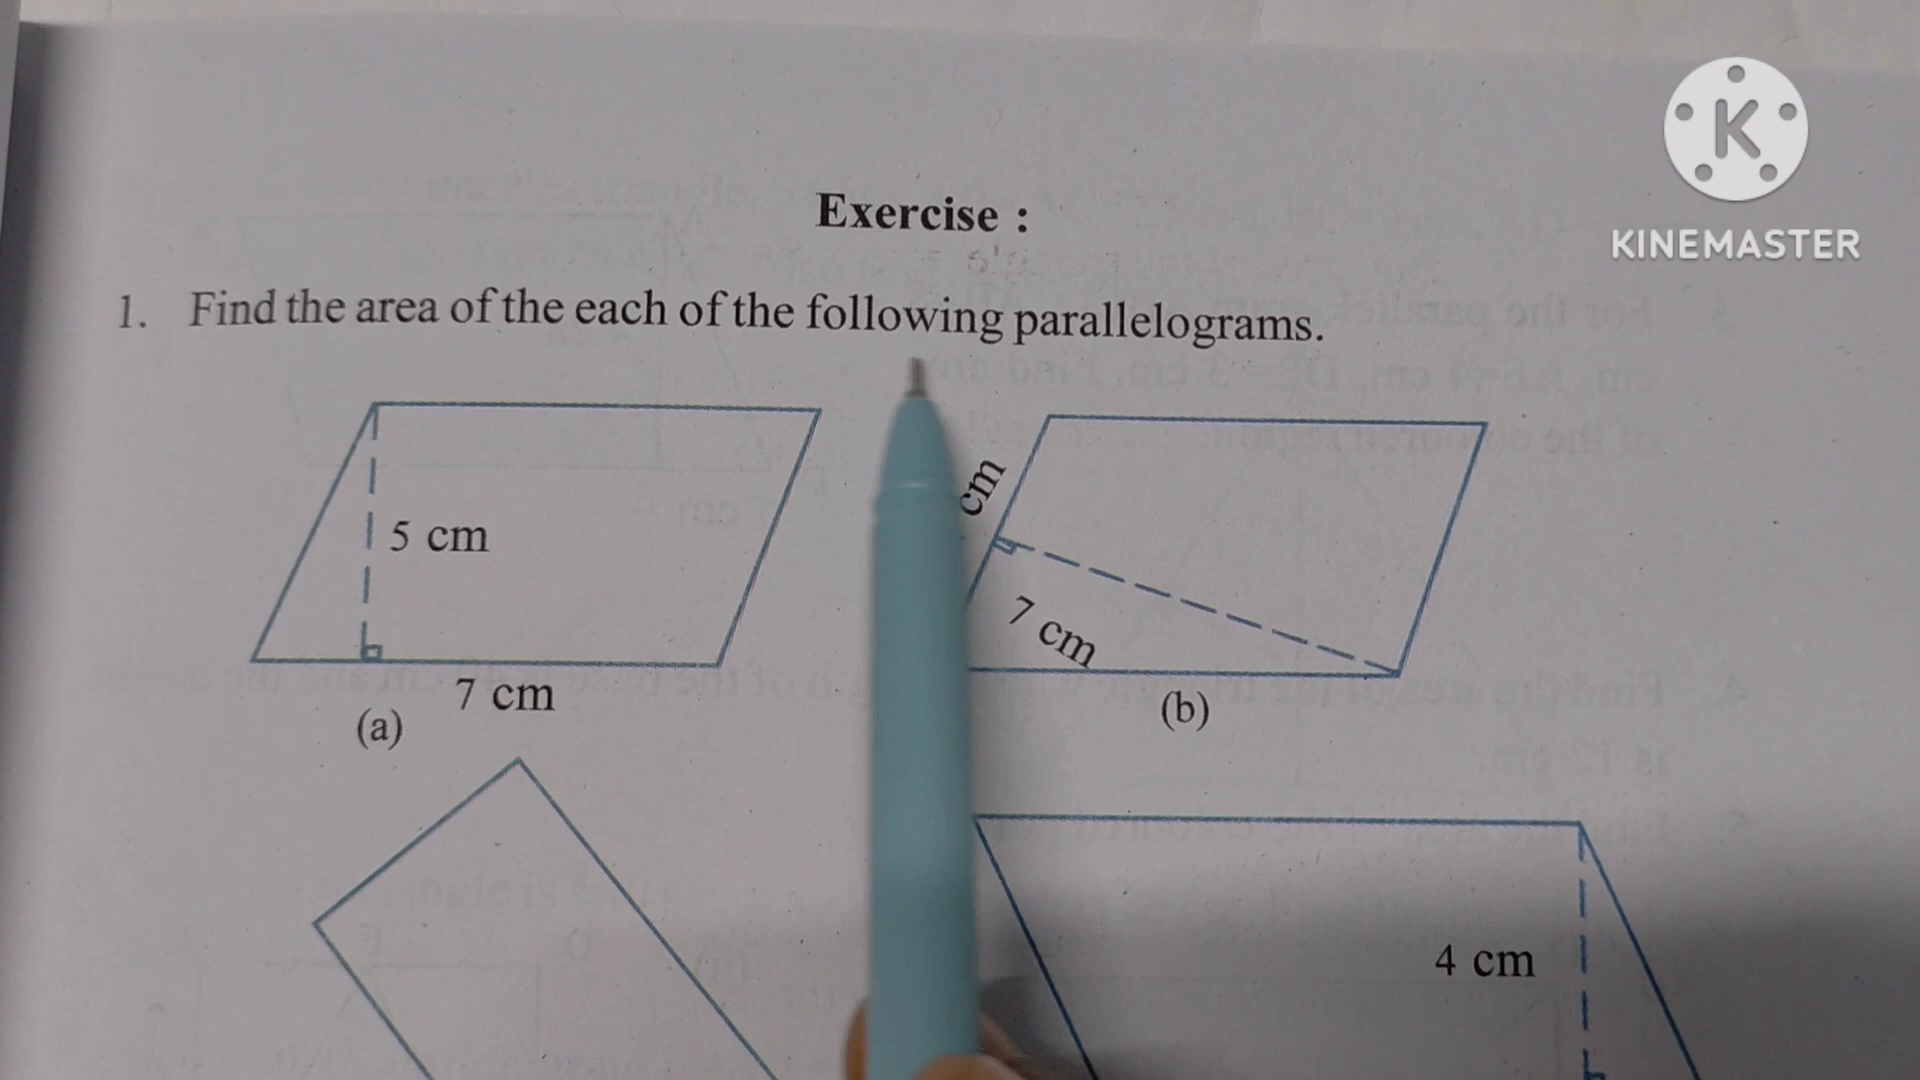 K
KINEMASTER
Exercise :
1. Find the area of the each of the following parallelograms.
5 cm
7 cm
(a)
cm
7 cm
(b)
4 cm